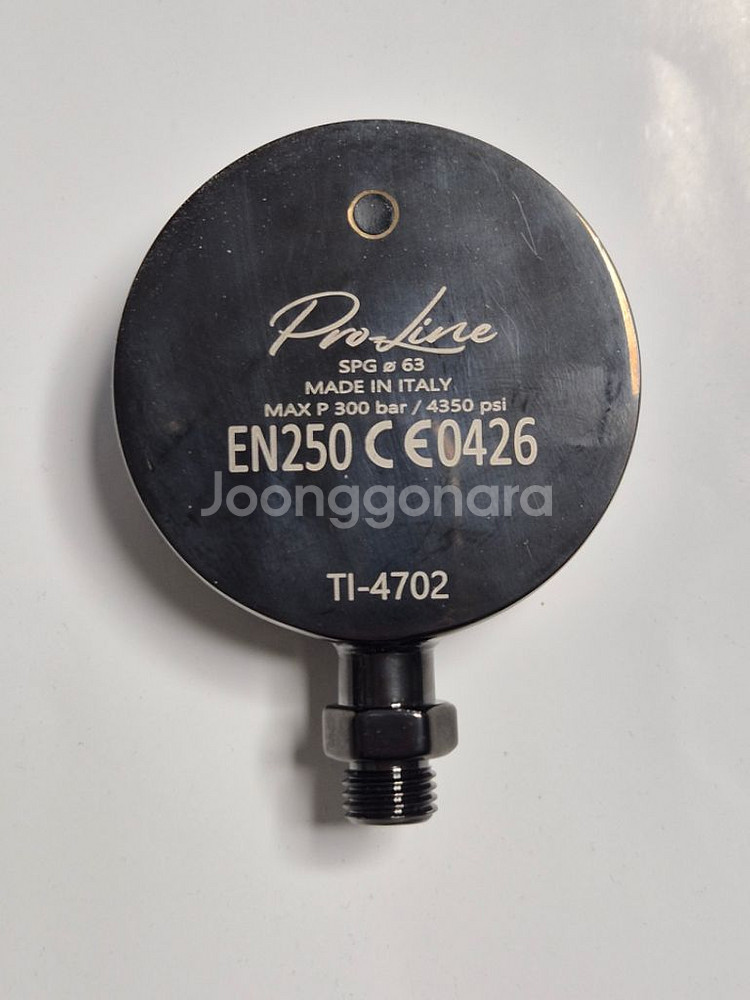 Pro-Line
SPG ø 63
MADE IN ITALY
MAX P 300 bar / 4350 psi
EN250 CE0426
Joonggonara
TI-4702